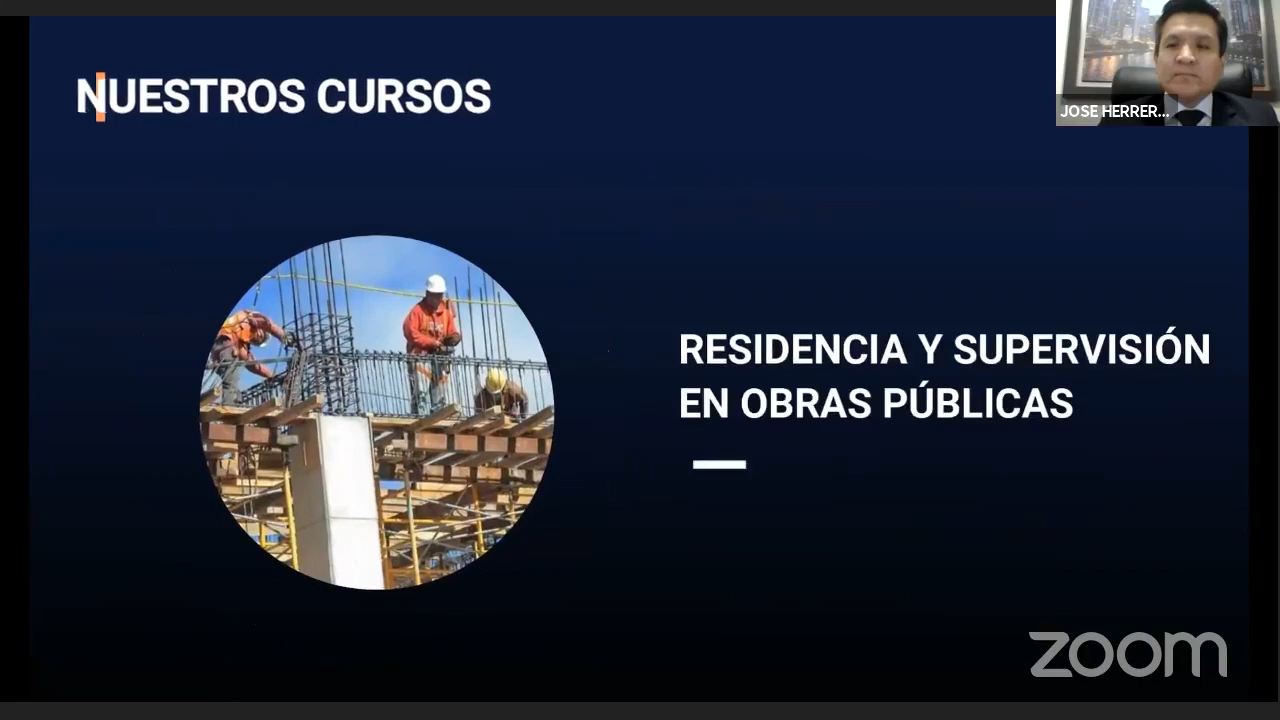 NUESTROS CURSOS
JOSE HERRER...
RESIDENCIA Y SUPERVISIÓN
EN OBRAS PÚBLICAS
zoom